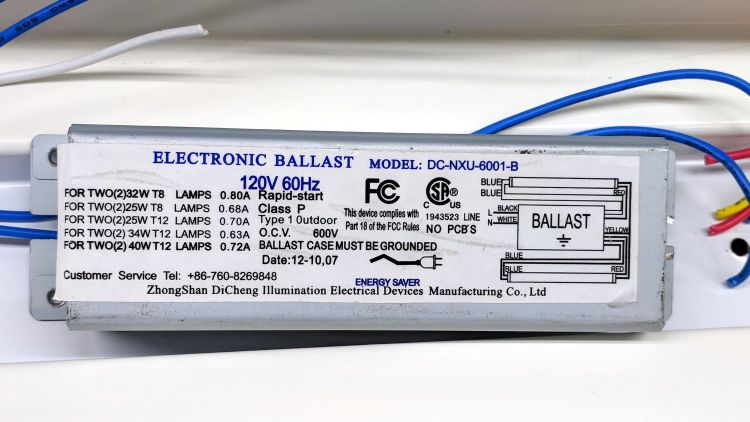 ELECTRONIC BALLAST MODEL: DC-NXU-6001-B
120V 60Hz
FOR TWO(2)32W T8 LAMPS 0.80A Rapid-start
FOR TWO(2)25W T8 LAMPS 0.68A Class P
FOR TWO(2)25W T12 LAMPS 0.70A Type 1 Outdoor
FOR TWO(2) 34W T12 LAMPS 0.63A O.C.V. 600V
FOR TWO(2) 40W T12 LAMPS 0.72A BALLAST CASE MUST BE GROUNDED
Date:12-10,07
FC
This device complies with
Part 18 of the FCC Rules
SA
C US
1943523 LINE
NO PCB'S
BLUE
BLUE
RED
BLACK
L
WHITE
N
BALLAST
YELLOW
BLUE
BLUE
RED
Customer Service Tel: +86-760-8269848
ENERGY SAVER
ZhongShan DiCheng Illumination Electrical Devices Manufacturing Co., Ltd